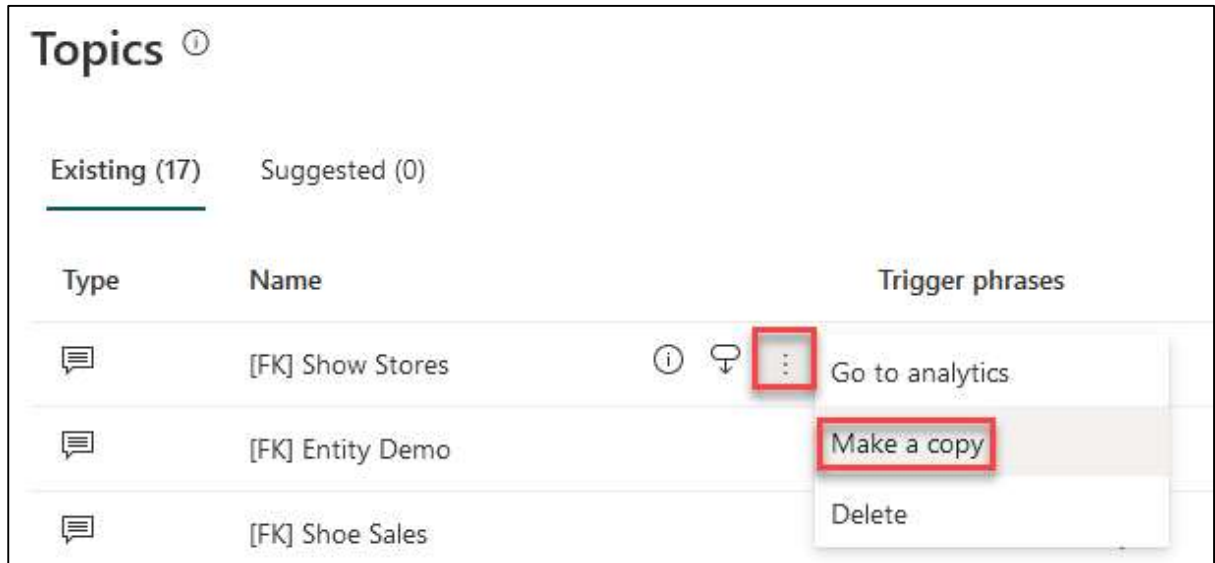 Topics
Existing (17) Suggested (0)
Type Name Trigger phrases
[FK] Show Stores
Go to analytics
[FK] Entity Demo
Make a copy
[FK] Shoe Sales
Delete